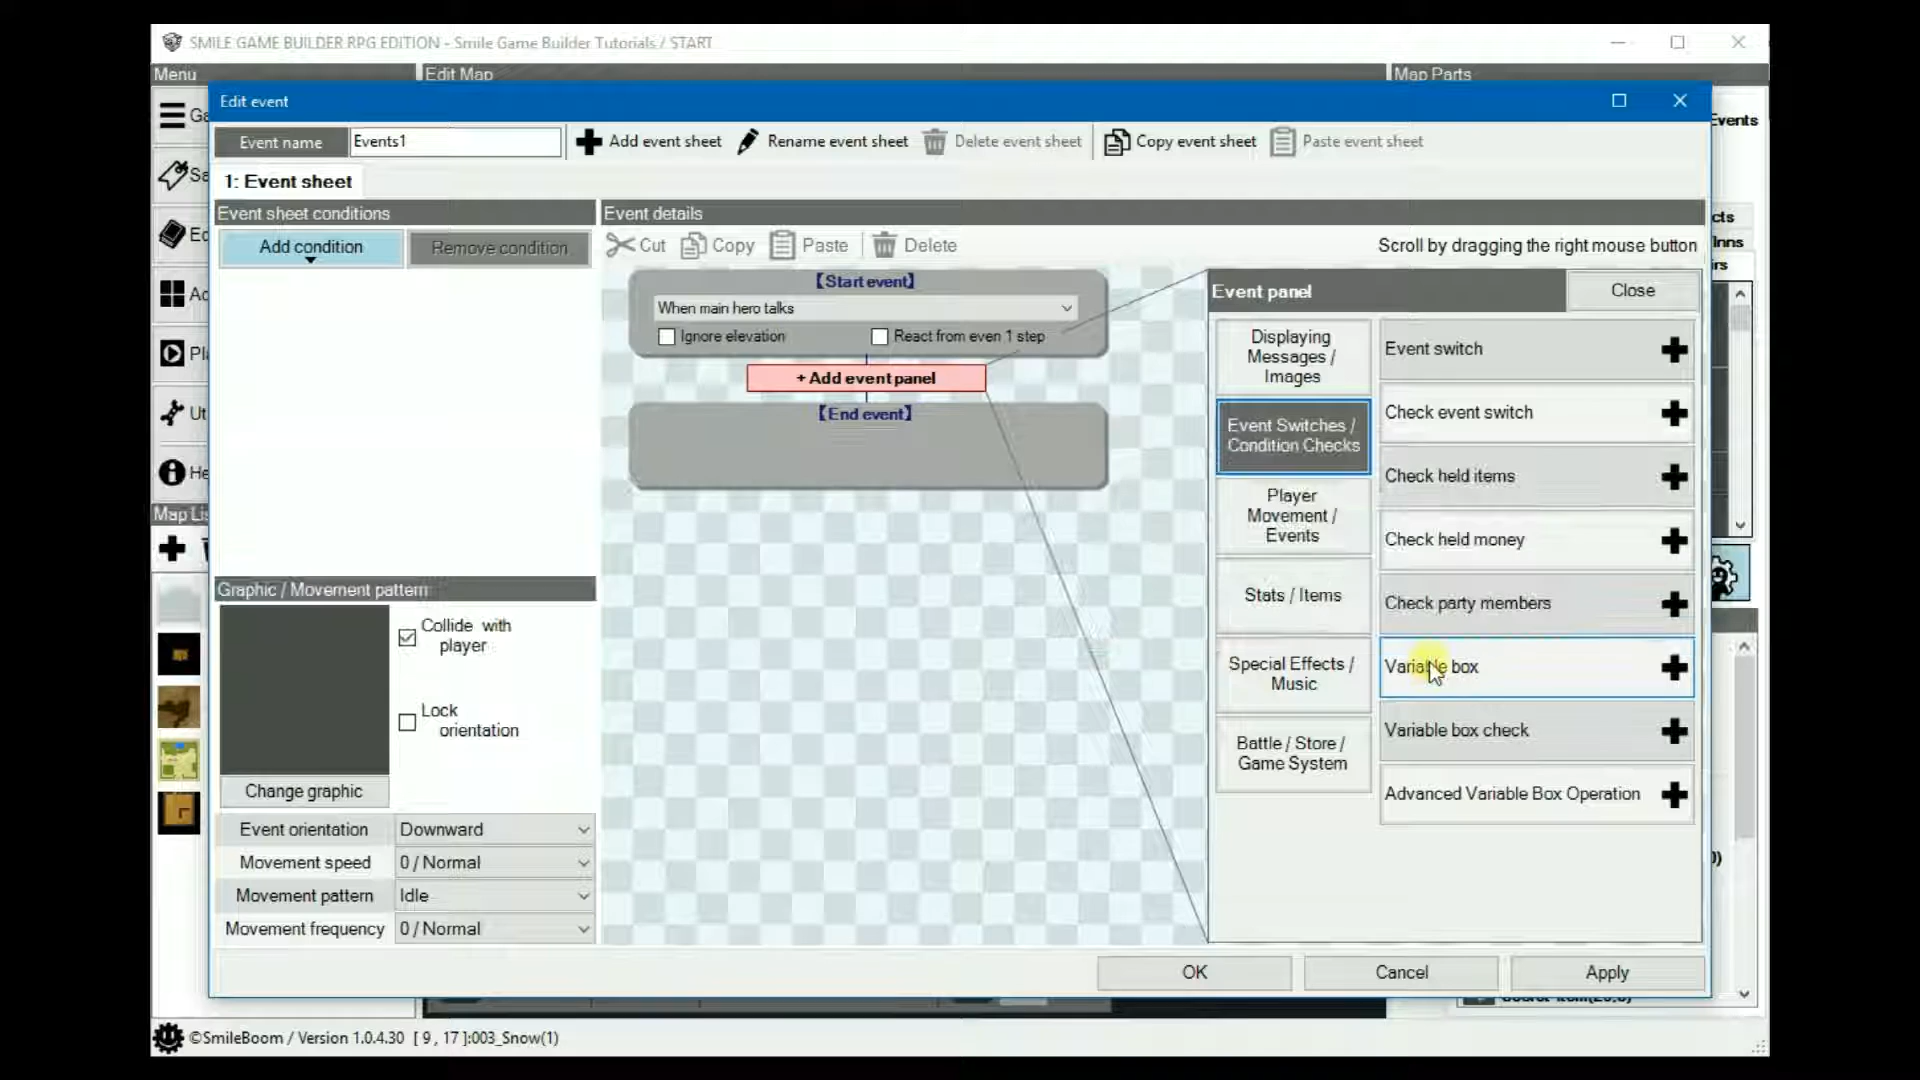 SMILE GAME BUILDER RPG EDITION - Smile Game Builder Tutorials / START
Menu
Edit Map
Map Parts
Edit event
Event name
Events1
Add event sheet
Rename event sheet
Delete event sheet
Copy event sheet
Paste event sheet
1: Event sheet
Event sheet conditions
Event details
Add condition
Remove condition
Cut
Copy
Paste
Delete
Scroll by dragging the right mouse button
【Start event】
When main hero talks
Ignore elevation
React from even 1 step
+ Add event panel
【End event】
Event panel
Close
Displaying
Messages /
Images
Event Switches /
Condition Checks
Player
Movement /
Events
Stats / Items
Special Effects /
Music
Battle / Store /
Game System
Event switch
Check event switch
Check held items
Check held money
Check party members
Variable box
Variable box check
Advanced Variable Box Operation
Graphic / Movement pattern
Collide with
player
Lock
orientation
Change graphic
Event orientation
Downward
Movement speed
0 / Normal
Movement pattern
Idle
Movement frequency
0 / Normal
OK
Cancel
Apply
Events
Inns
©SmileBoom / Version 1.0.4.30 [ 9 , 17 ]:003_Snow(1)